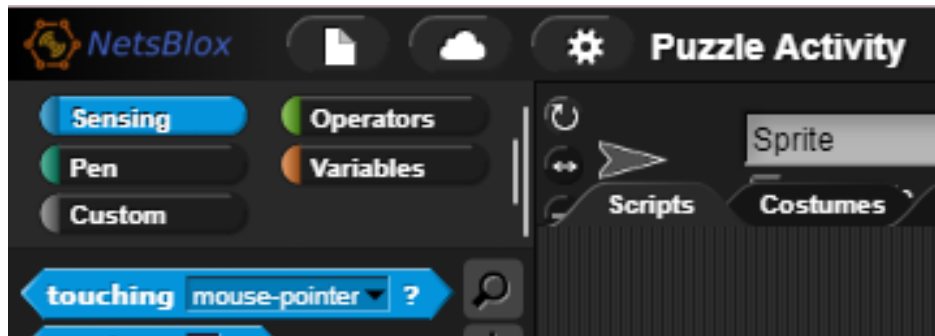 NetsBlox
Puzzle Activity
Sensing
Operators
Pen
Variables
Custom
Sprite
Scripts
Costumes
touching mouse-pointer ?